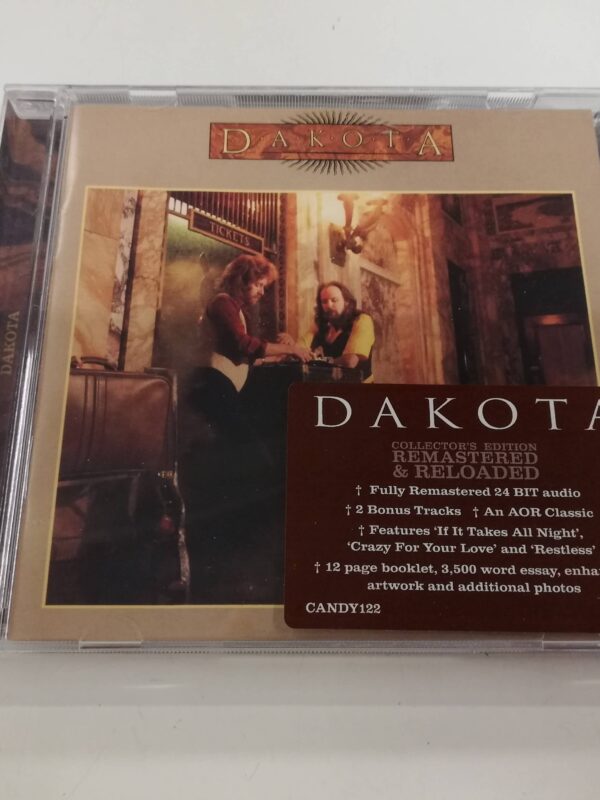 DAKOTA
TICKETS
DAKOTA
DAKOTA
COLLECTOR'S EDITION
REMASTERED
& RELOADED
† Fully Remastered 24 BIT audio
† 2 Bonus Tracks † An AOR Classic
† Features 'If It Takes All Night',
'Crazy For Your Love' and 'Restless'
† 12 page booklet, 3,500 word essay, enha
artwork and additional photos
CANDY122